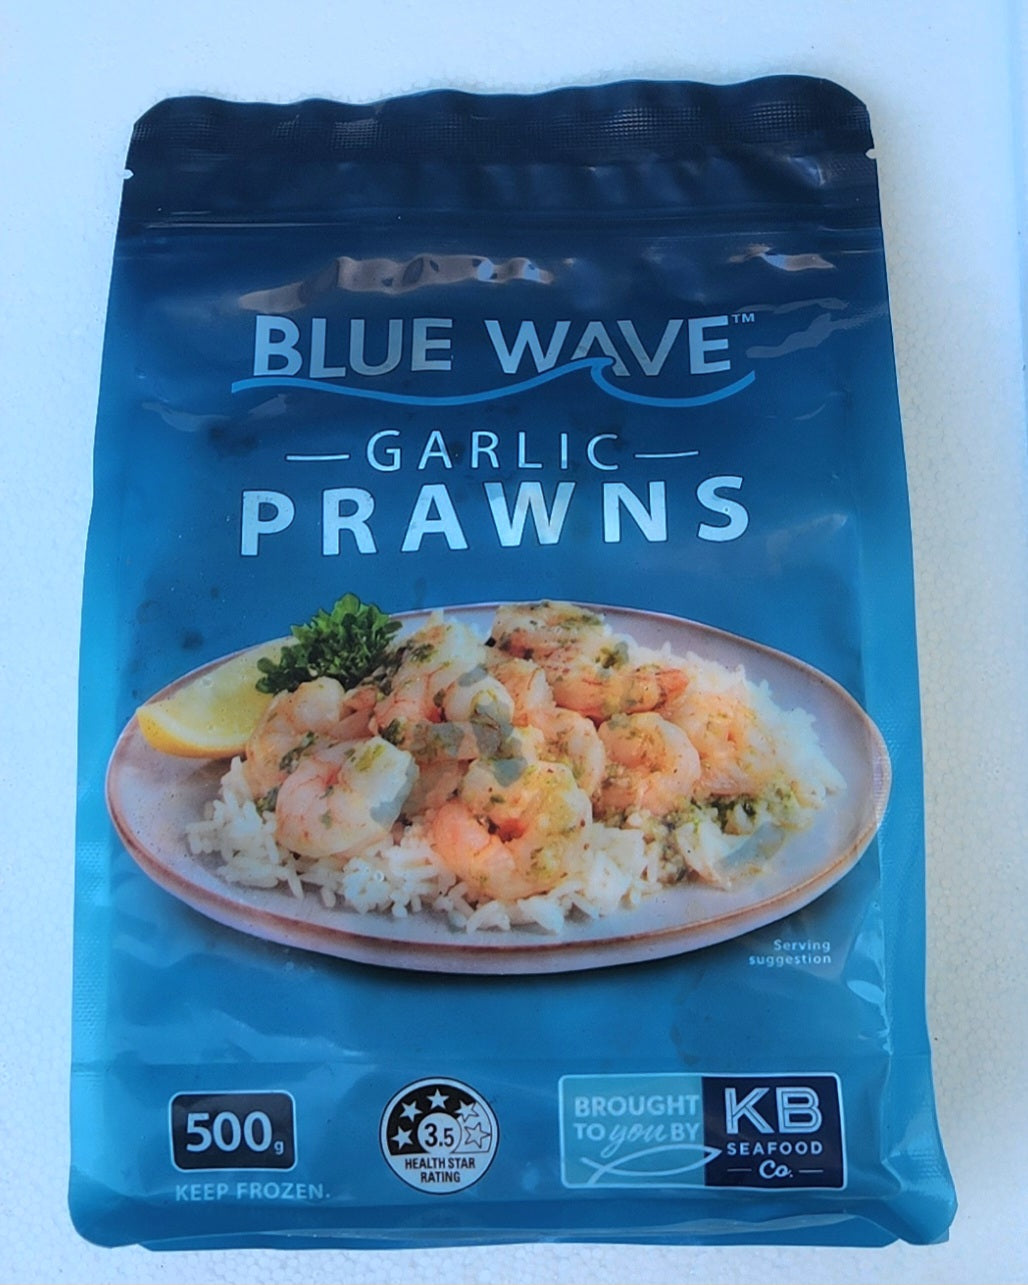 BLUE WAVE™
GARLIC
PRAWNS
Serving
suggestion
500g
KEEP FROZEN.
3.5
HEALTH STAR
RATING
BROUGHT
TO you BY
KB
SEAFOOD
Co.